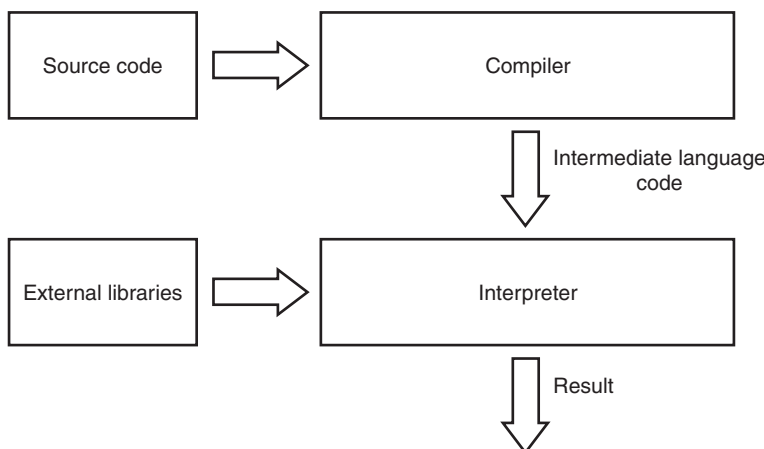 Source code
Compiler
Intermediate language
code
External libraries
Interpreter
Result